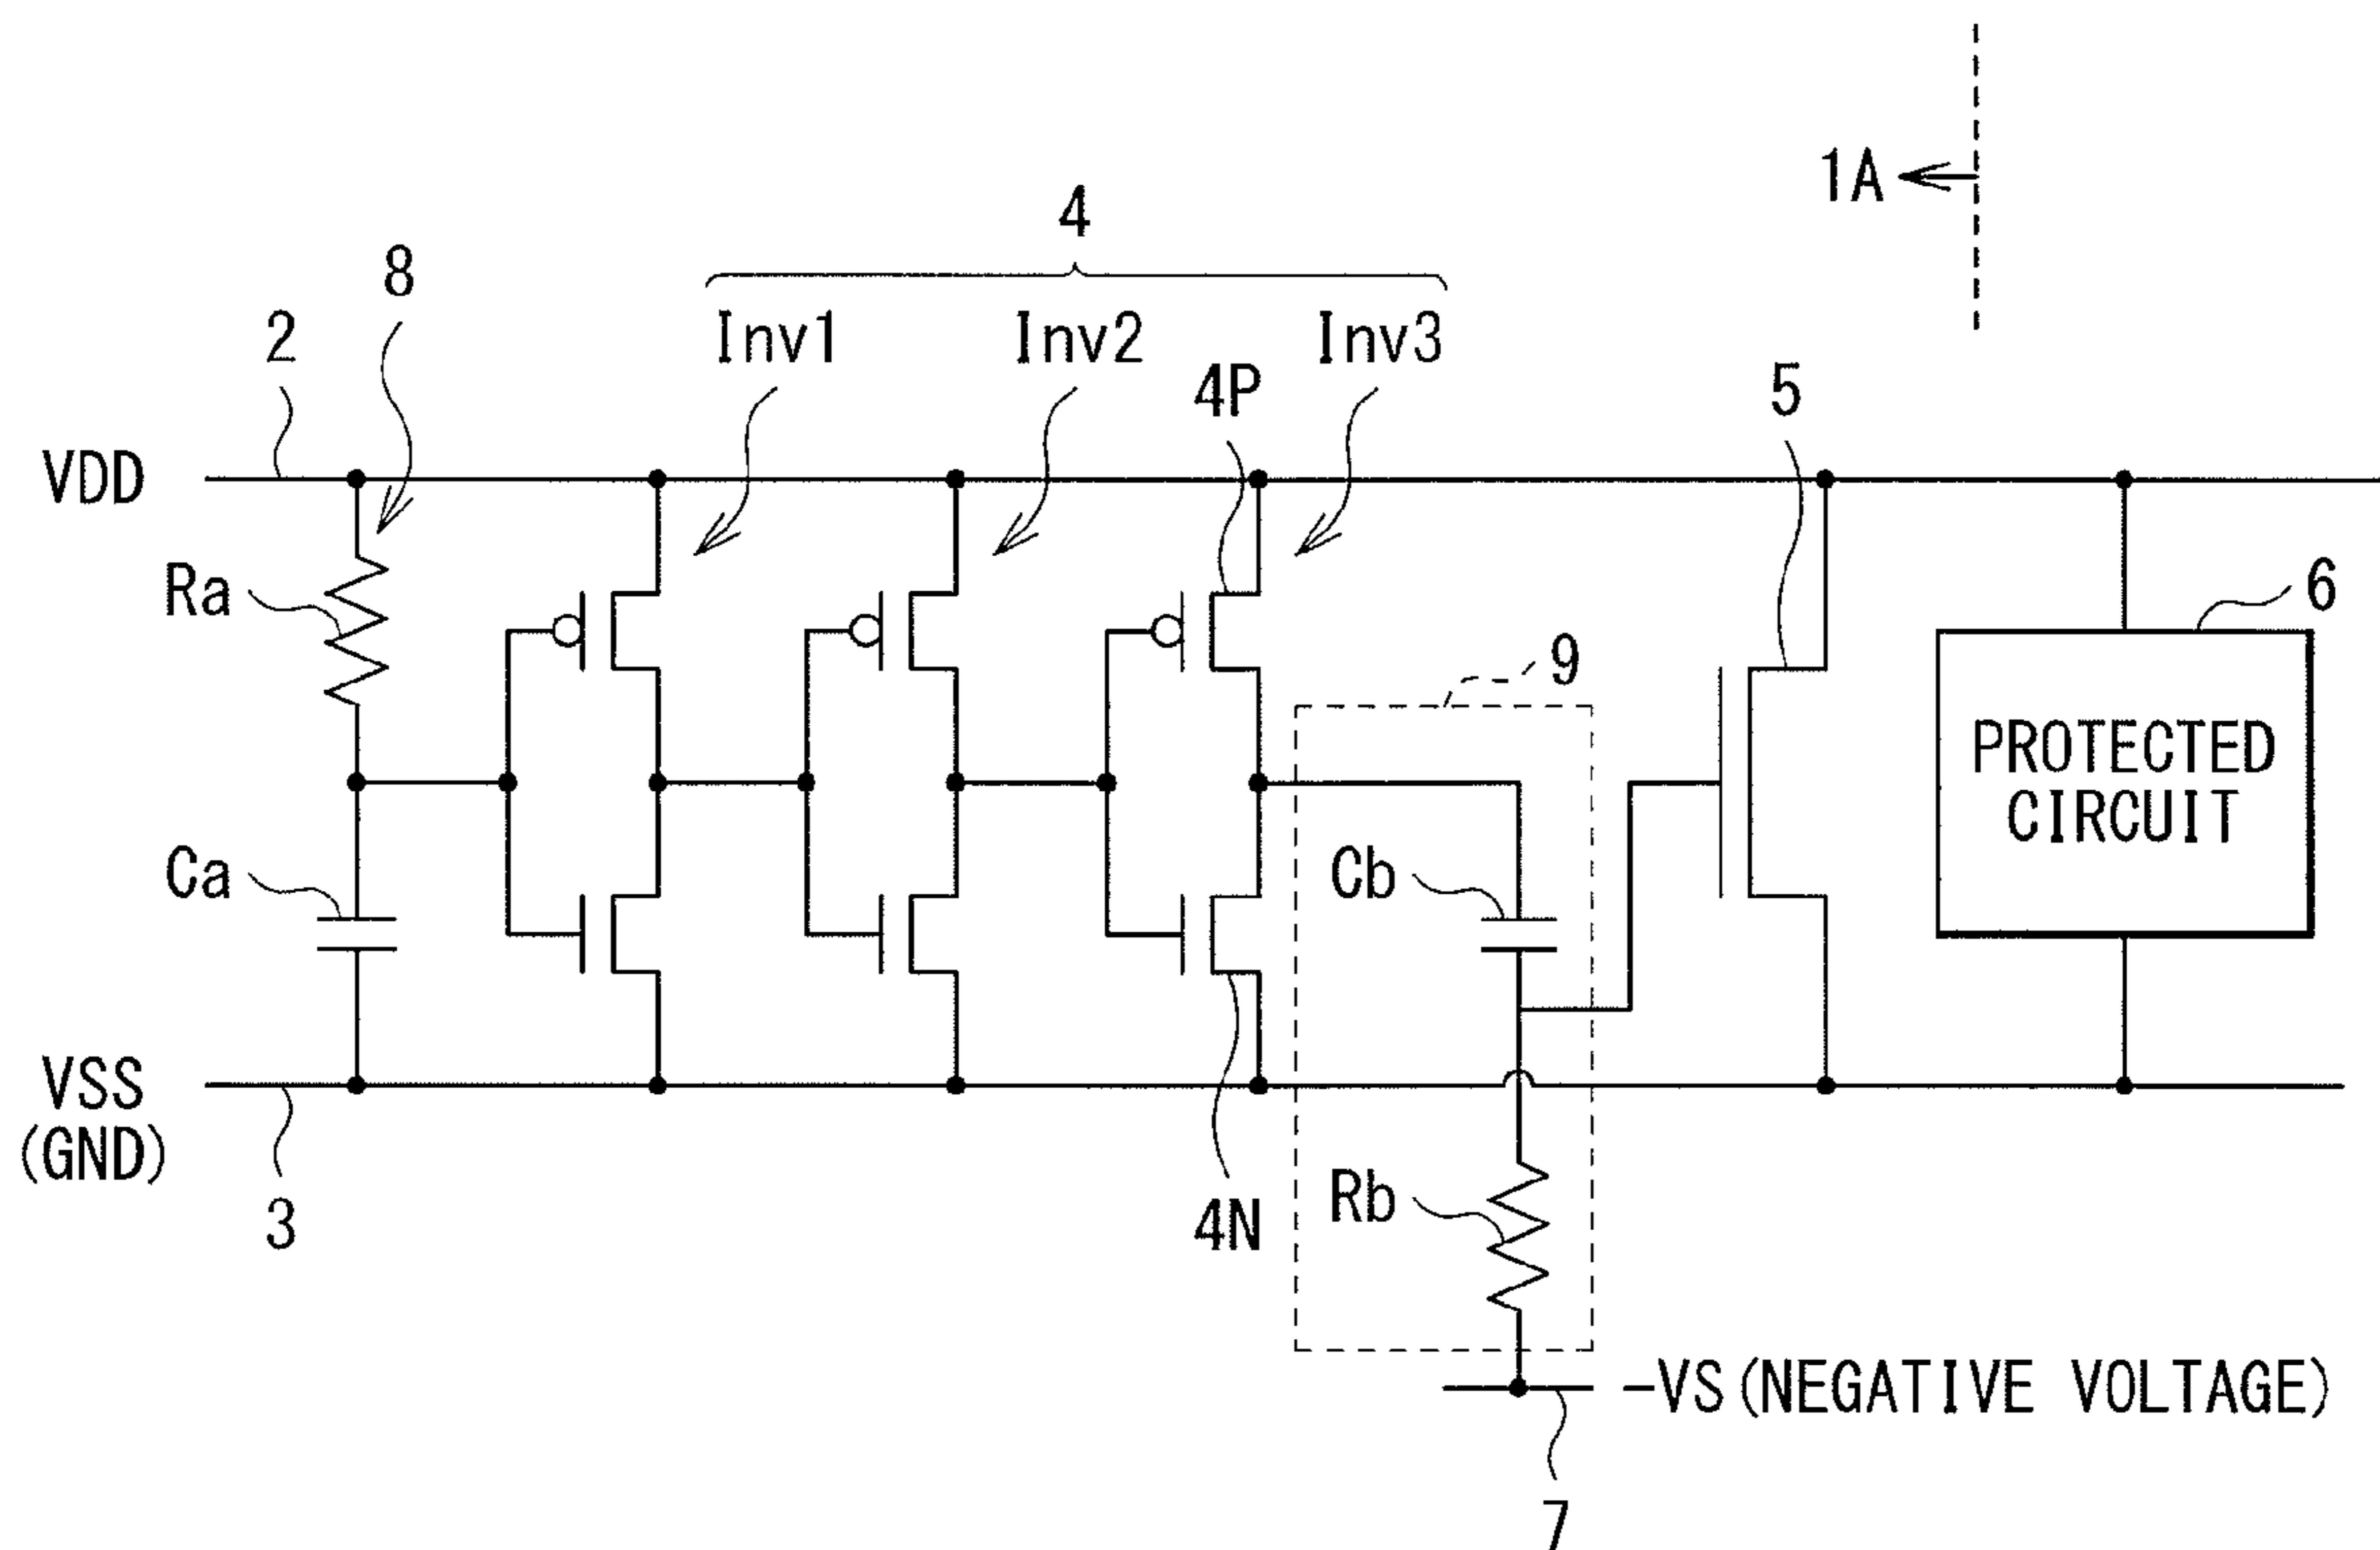 1A
4
8
Inv1
Inv2
Inv3
2
4P
5
VDD
Ra
6
9
PROTECTED
CIRCUIT
Ca
Cb
VSS
(GND)
3
4N
Rb
-VS(NEGATIVE VOLTAGE)
7